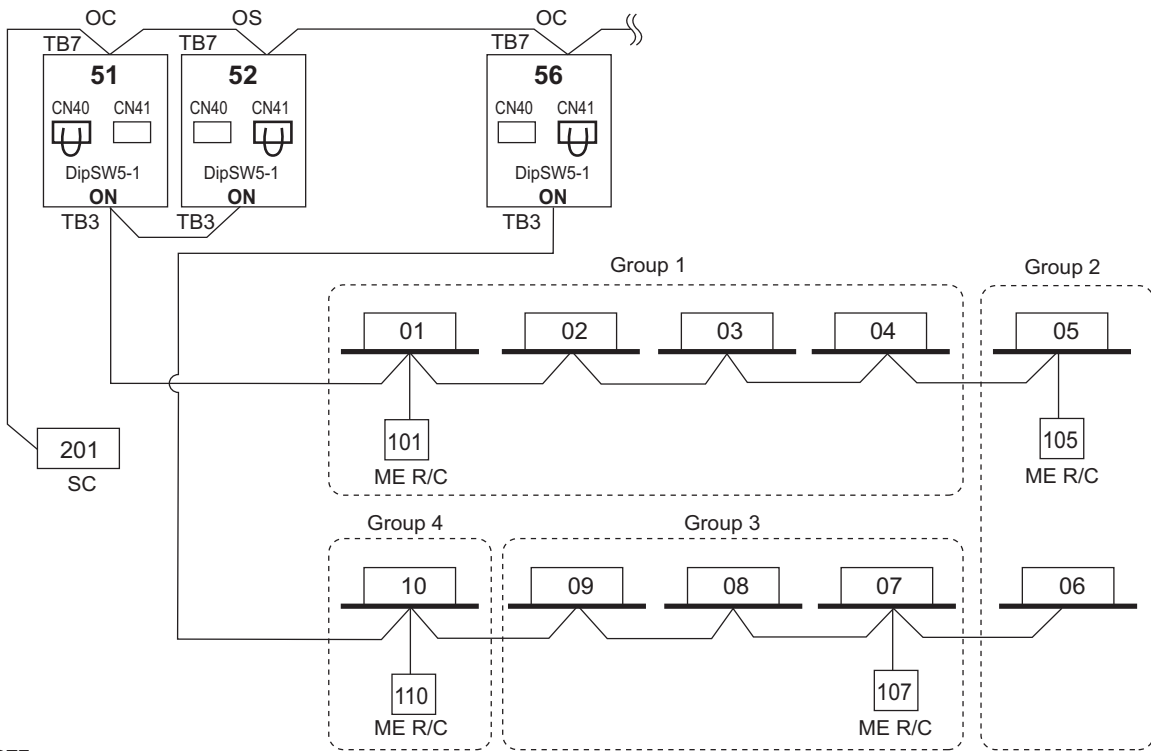 OC OS OC
TB7 TB7 TB7
51 52 56
CN40 CN41 CN40 CN41 CN40 CN41
DipSW5-1 DipSW5-1 DipSW5-1
ON ON ON
TB3 TB3 TB3
Group 1 Group 2
01 02 03 04 05
201
SC
101 105
ME R/C ME R/C
Group 4 Group 3
10 09 08 07 06
110 107
ME R/C ME R/C